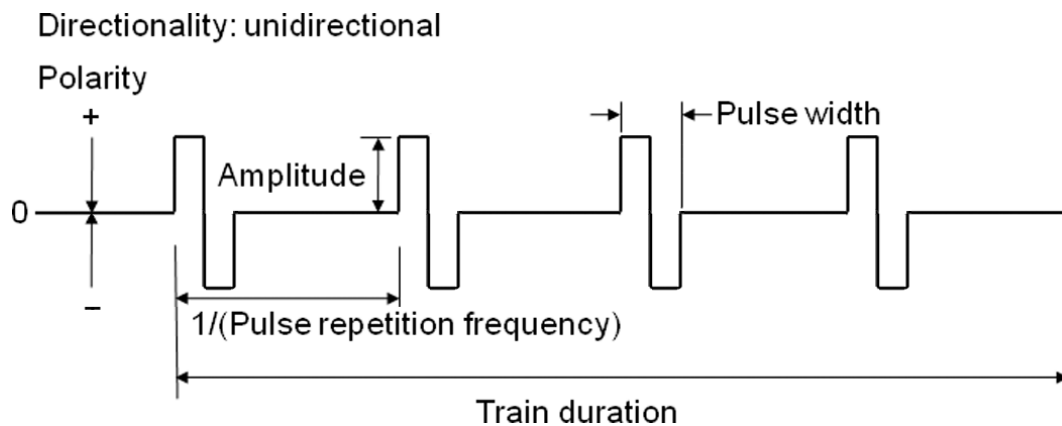 Directionality: unidirectional
Polarity
+
Pulse width
Amplitude
0
–
1/(Pulse repetition frequency)
Train duration